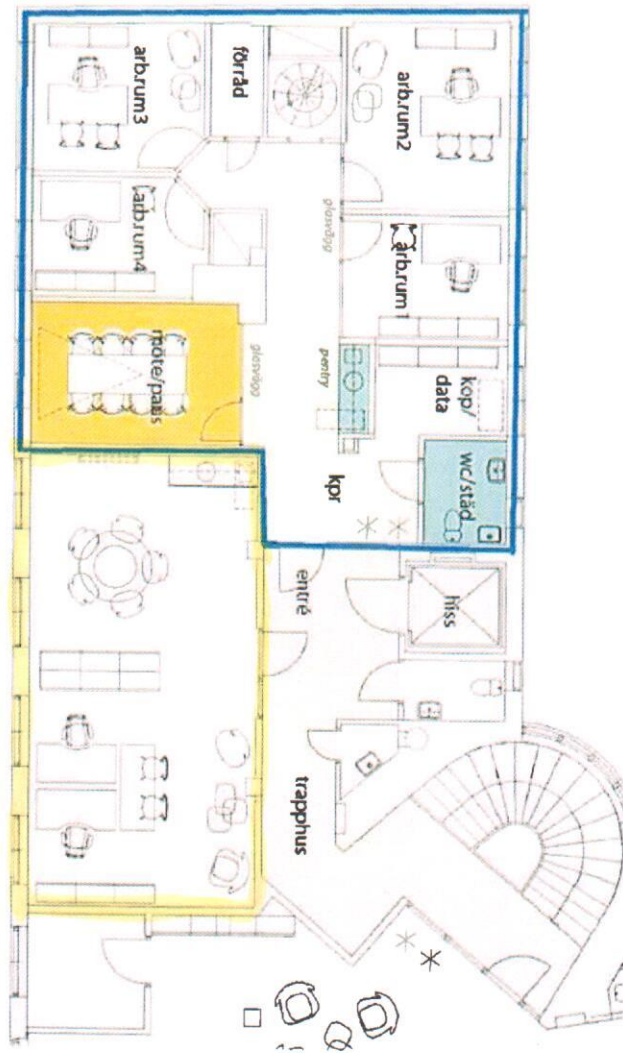 arb.rum3
förråd
arb.rum2
arb.rum4
glasvägg
arb.rum1
möte/paus
glasvägg
pentry
kop/
data
kpr
wc/städ
entré
hiss
trapphus